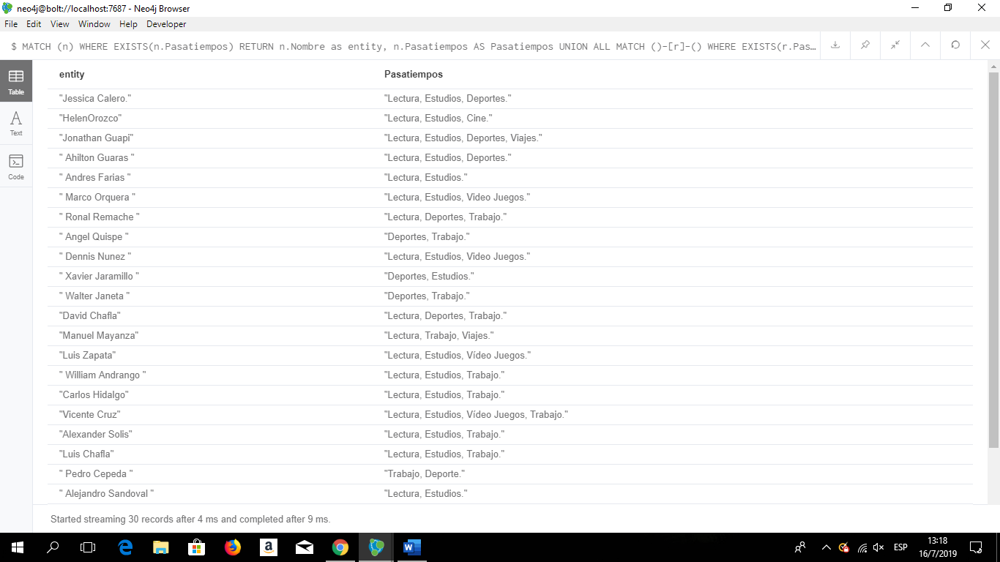 neo4j@bolt://localhost:7687 - Neo4j Browser
File Edit View Window Help Developer
$ MATCH (n) WHERE EXISTS(n.Pasatiempos) RETURN n.Nombre as entity, n.Pasatiempos AS Pasatiempos UNION ALL MATCH ()-[r]-() WHERE EXISTS(r.Pas…
Table
Text
Code
entity Pasatiempos
"Jessica Calero." "Lectura, Estudios, Deportes."
"HelenOrozco" "Lectura, Estudios, Cine."
"Jonathan Guapi" "Lectura, Estudios, Deportes, Viajes."
" Ahilton Guaras " "Lectura, Estudios, Deportes."
" Andres Farias " "Lectura, Estudios."
" Marco Orquera " "Lectura, Estudios, Video Juegos."
" Ronal Remache " "Lectura, Deportes, Trabajo."
" Angel Quispe " "Deportes, Trabajo."
" Dennis Nunez " "Lectura, Estudios, Video Juegos."
" Xavier Jaramillo " "Deportes, Estudios."
" Walter Janeta " "Deportes, Trabajo."
"David Chafla" "Lectura, Deportes, Trabajo."
"Manuel Mayanza" "Lectura, Trabajo, Viajes."
"Luis Zapata" "Lectura, Estudios, Vídeo Juegos."
" William Andrango " "Lectura, Estudios, Trabajo."
"Carlos Hidalgo" "Lectura, Estudios, Trabajo."
"Vicente Cruz" "Lectura, Estudios, Vídeo Juegos, Trabajo."
"Alexander Solis" "Lectura, Estudios, Trabajo."
"Luis Chafla" "Lectura, Estudios, Trabajo."
" Pedro Cepeda " "Trabajo, Deporte."
" Alejandro Sandoval " "Lectura, Estudios."
Started streaming 30 records after 4 ms and completed after 9 ms.
ESP
13:18
16/7/2019